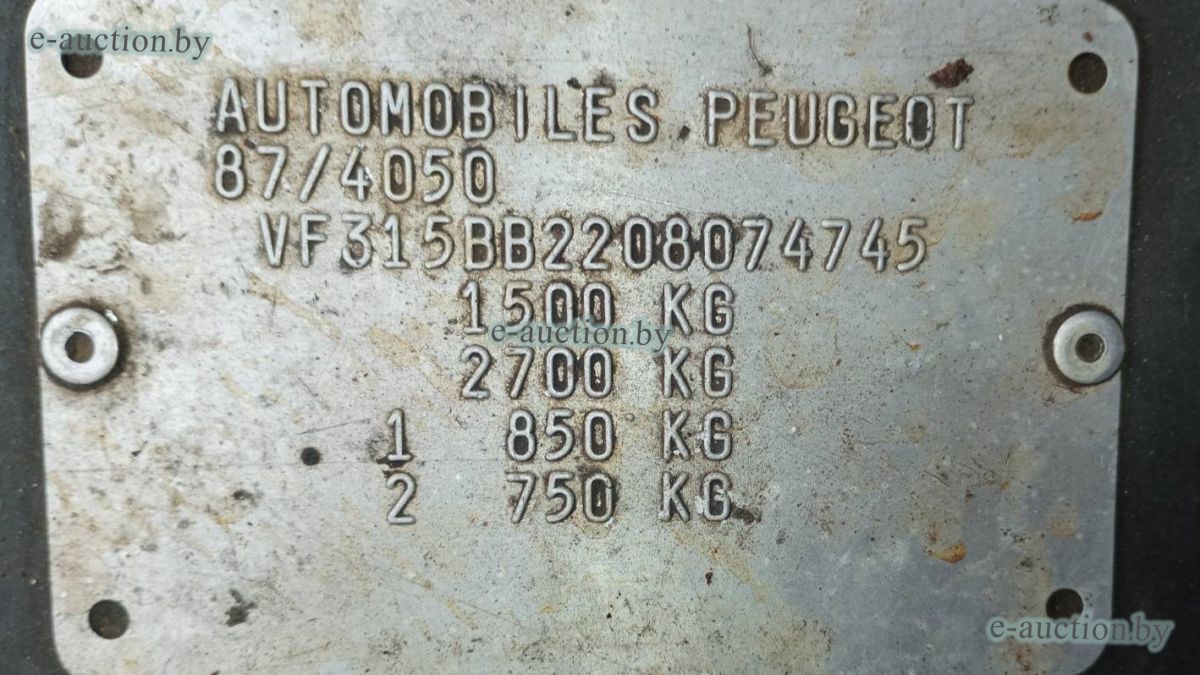 e-auction.by
AUTOMOBILES PEUGEOT
87/4050
VF315BB2208074745
1500 KG
e-auction.by
2700 KG
1 850 KG
2 750 KG
e-auction.by